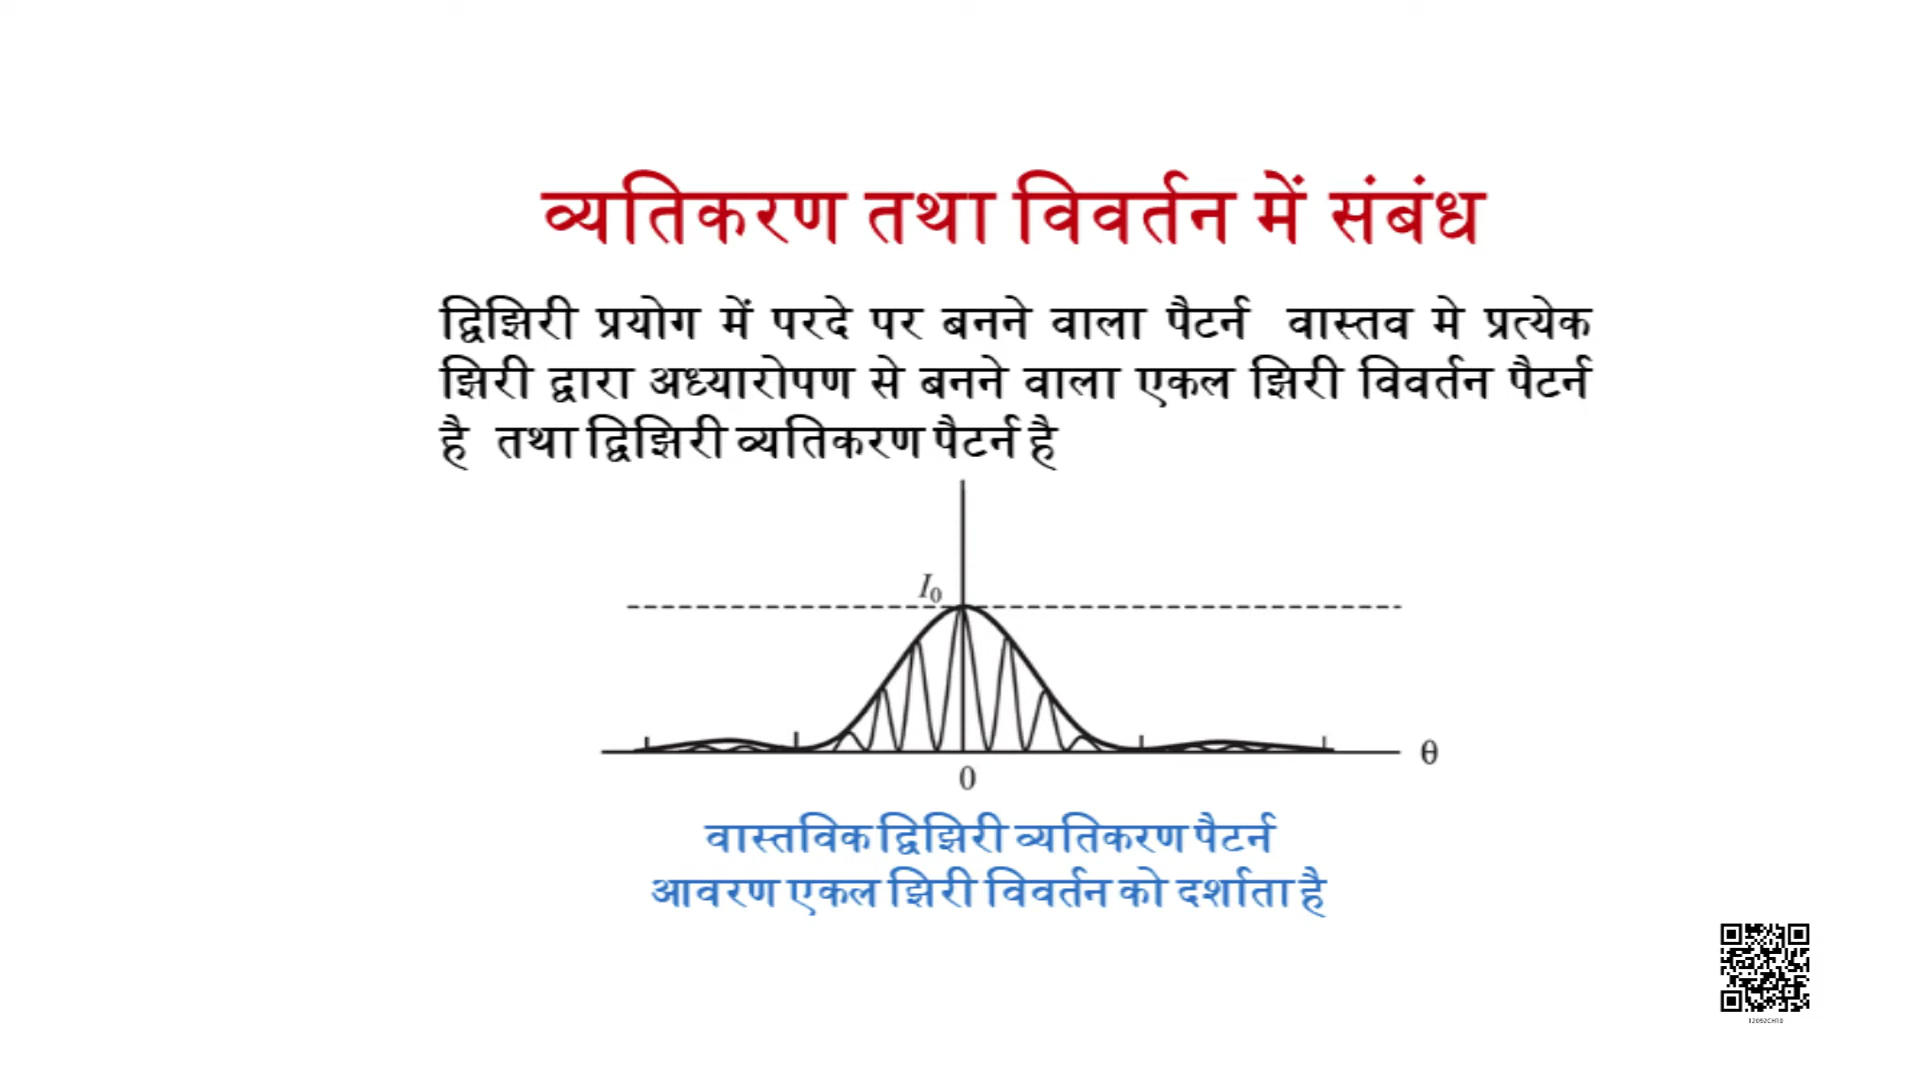 व्यतिकरण तथा विवर्तन में संबंध
द्विझिरी प्रयोग में परदे पर बनने वाला पैटर्न वास्तव मे प्रत्येक
झिरी द्वारा अध्यारोपण से बनने वाला एकल झिरी विवर्तन पैटर्न
है तथा द्विझिरी व्यतिकरण पैटर्न है
I₀
θ
0
वास्तविक द्विझिरी व्यतिकरण पैटर्न
आवरण एकल झिरी विवर्तन को दर्शाता है
12092CH10